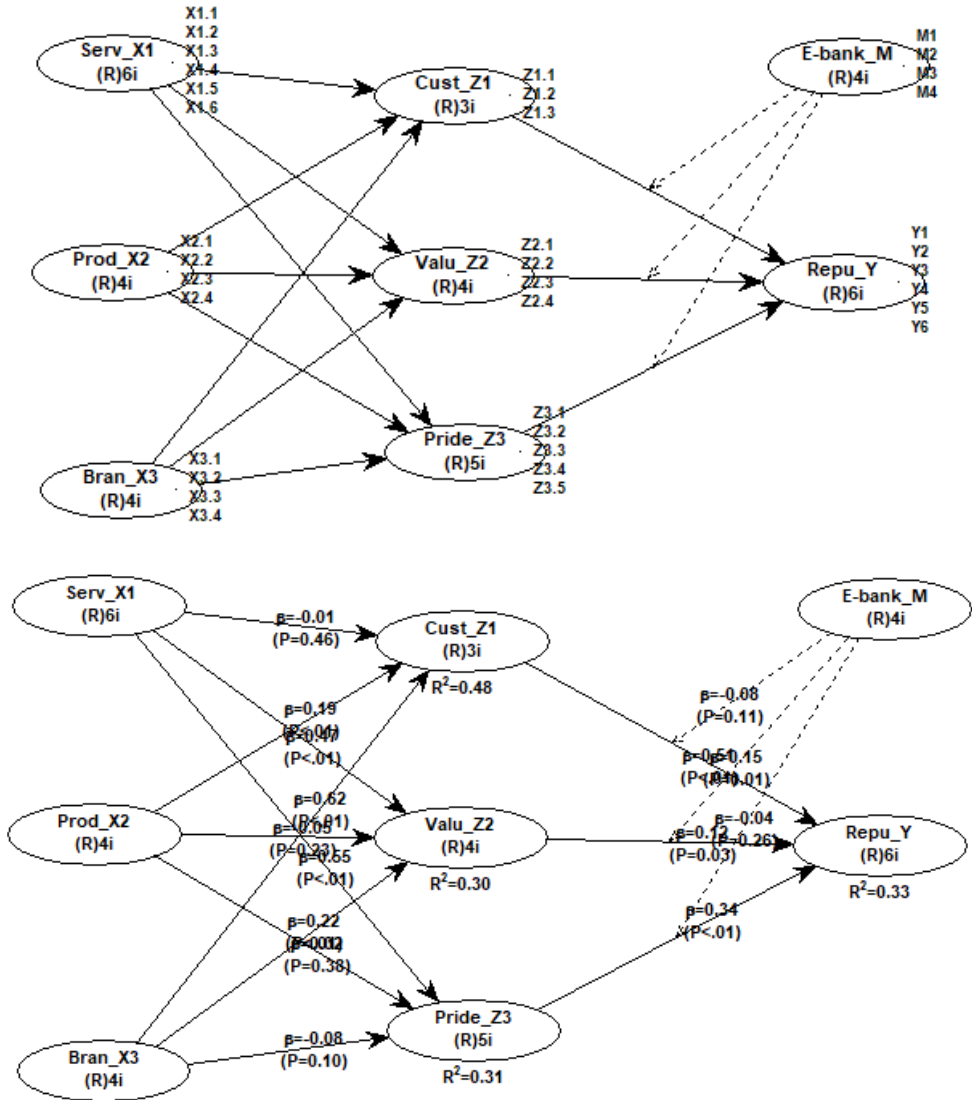 X1.1
X1.2
Serv_X1
(R)6i
X1.3
X1.4
X1.5
X1.6
Cust_Z1
(R)3i
Z1.1
Z1.2
Z1.3
E-bank_M
(R)4i
M1
M2
M3
M4
Prod_X2
(R)4i
X2.1
X2.2
X2.3
X2.4
Valu_Z2
(R)4i
Z2.1
Z2.2
Z2.3
Z2.4
Repu_Y
(R)6i
Y1
Y2
Y3
Y4
Y5
Y6
Bran_X3
(R)4i
X3.1
X3.2
X3.3
X3.4
Pride_Z3
(R)5i
Z3.1
Z3.2
Z3.3
Z3.4
Z3.5
Serv_X1
(R)6i
β=-0.01
(P=0.46)
Cust_Z1
(R)3i
R²=0.48
E-bank_M
(R)4i
β=-0.08
(P=0.11)
β=0.19
(P<.01)
β=0.47
(P<.01)
β=0.51
(P<.01)
β=0.15
(P=0.01)
β=0.62
(P<.01)
Prod_X2
(R)4i
β=-0.05
(P=0.23)
β=0.55
(P<.01)
Valu_Z2
(R)4i
R²=0.30
β=0.12
(P=0.03)
β=-0.04
(P=0.26)
Repu_Y
(R)6i
R²=0.33
β=0.22
(P=0.38)
β=0.34
(P<.01)
Bran_X3
(R)4i
β=-0.08
(P=0.10)
Pride_Z3
(R)5i
R²=0.31